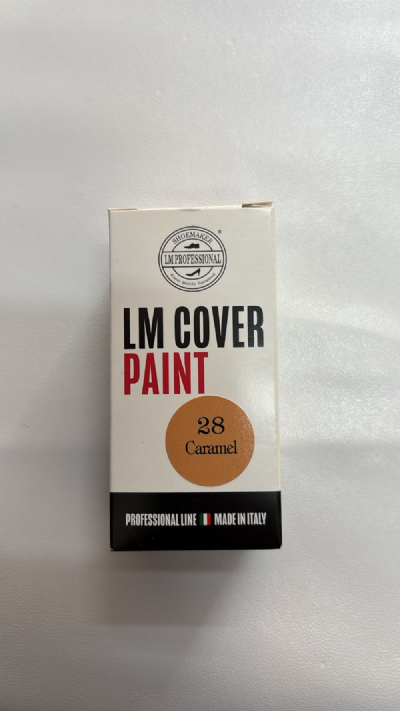 SHOEMAKER
®
LM PROFESSIONAL
LM COVER
PAINT
28
Caramel
PROFESSIONAL LINE MADE IN ITALY